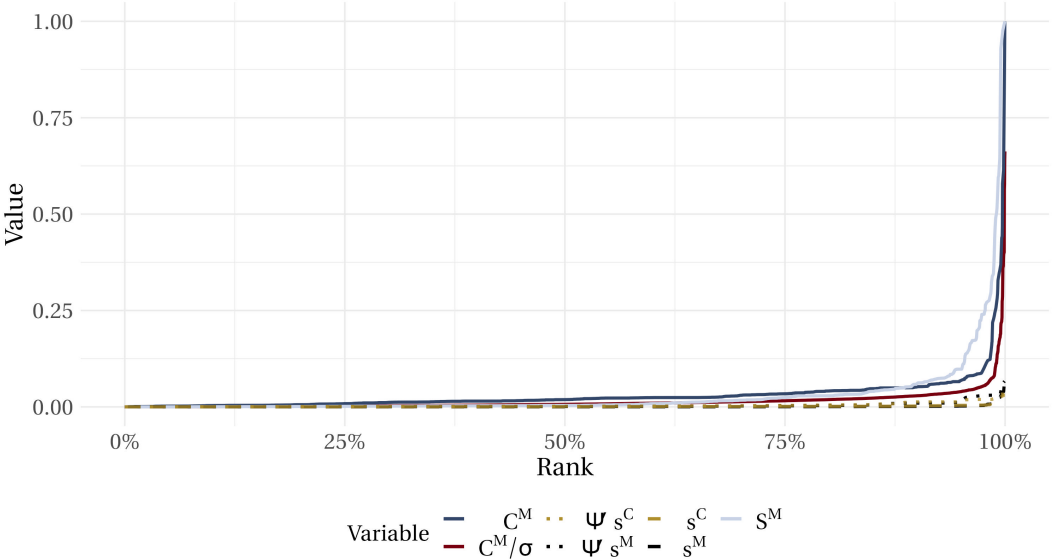 1.00
0.75
0.50
0.25
0.00
Value
0% 25% 50% 75% 100%
Rank
Variable
C^M Ψ′ s^C s^C S^M
C^M/σ Ψ′ s^M s^M